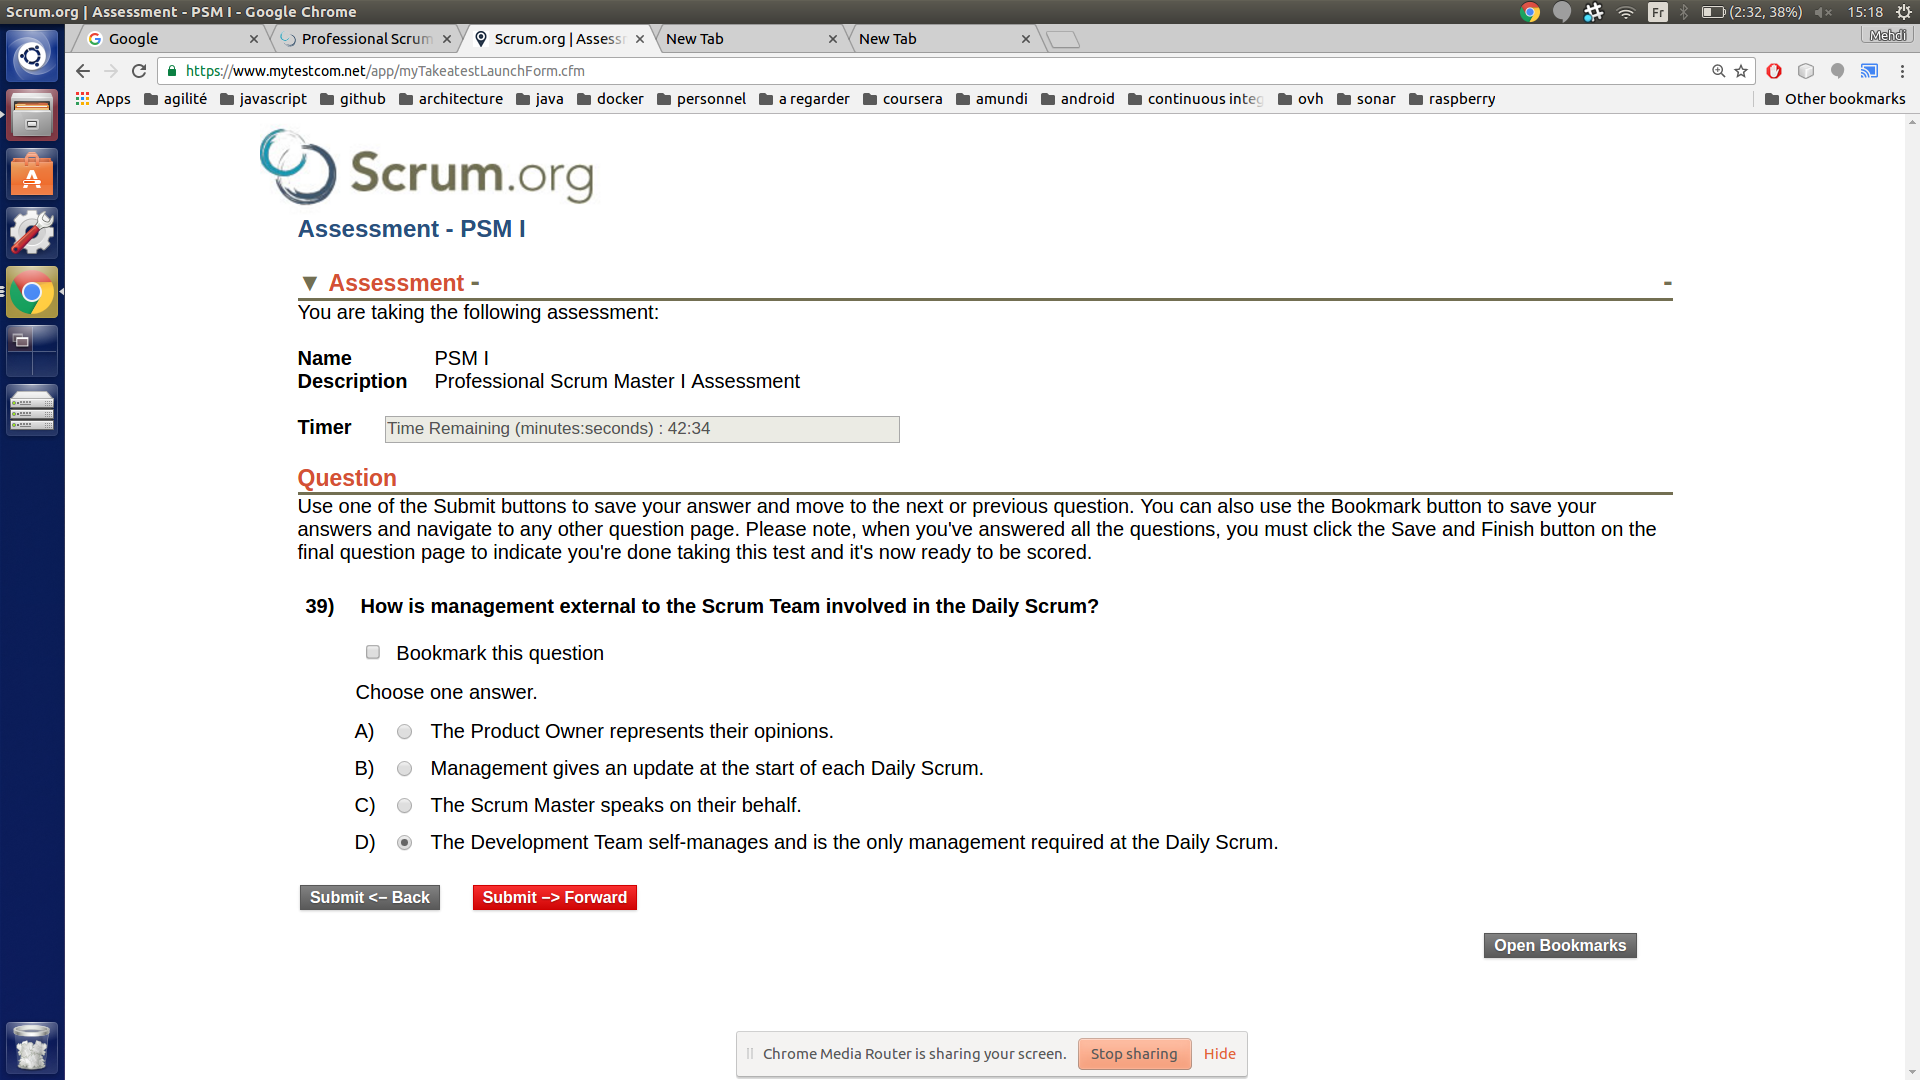 Scrum.org | Assessment - PSM I - Google Chrome
Fr
(2:32, 38%)
15:18
Google
Professional Scrum
Scrum.org | Assess
New Tab
New Tab
Mehdi
https://www.mytestcom.net/app/myTakeatestLaunchForm.cfm
Apps agilité javascript github architecture java docker personnel a regarder coursera amundi android continuous integ ovh sonar raspberry Other bookmarks
Scrum.org
Assessment - PSM I
▼ Assessment - -
You are taking the following assessment:
Name PSM I
Description Professional Scrum Master I Assessment
Timer Time Remaining (minutes:seconds) : 42:34
Question
Use one of the Submit buttons to save your answer and move to the next or previous question. You can also use the Bookmark button to save your
answers and navigate to any other question page. Please note, when you've answered all the questions, you must click the Save and Finish button on the
final question page to indicate you're done taking this test and it's now ready to be scored.
39) How is management external to the Scrum Team involved in the Daily Scrum?
Bookmark this question
Choose one answer.
A) The Product Owner represents their opinions.
B) Management gives an update at the start of each Daily Scrum.
C) The Scrum Master speaks on their behalf.
D) The Development Team self-manages and is the only management required at the Daily Scrum.
Submit <– Back Submit –> Forward
Open Bookmarks
Chrome Media Router is sharing your screen. Stop sharing Hide